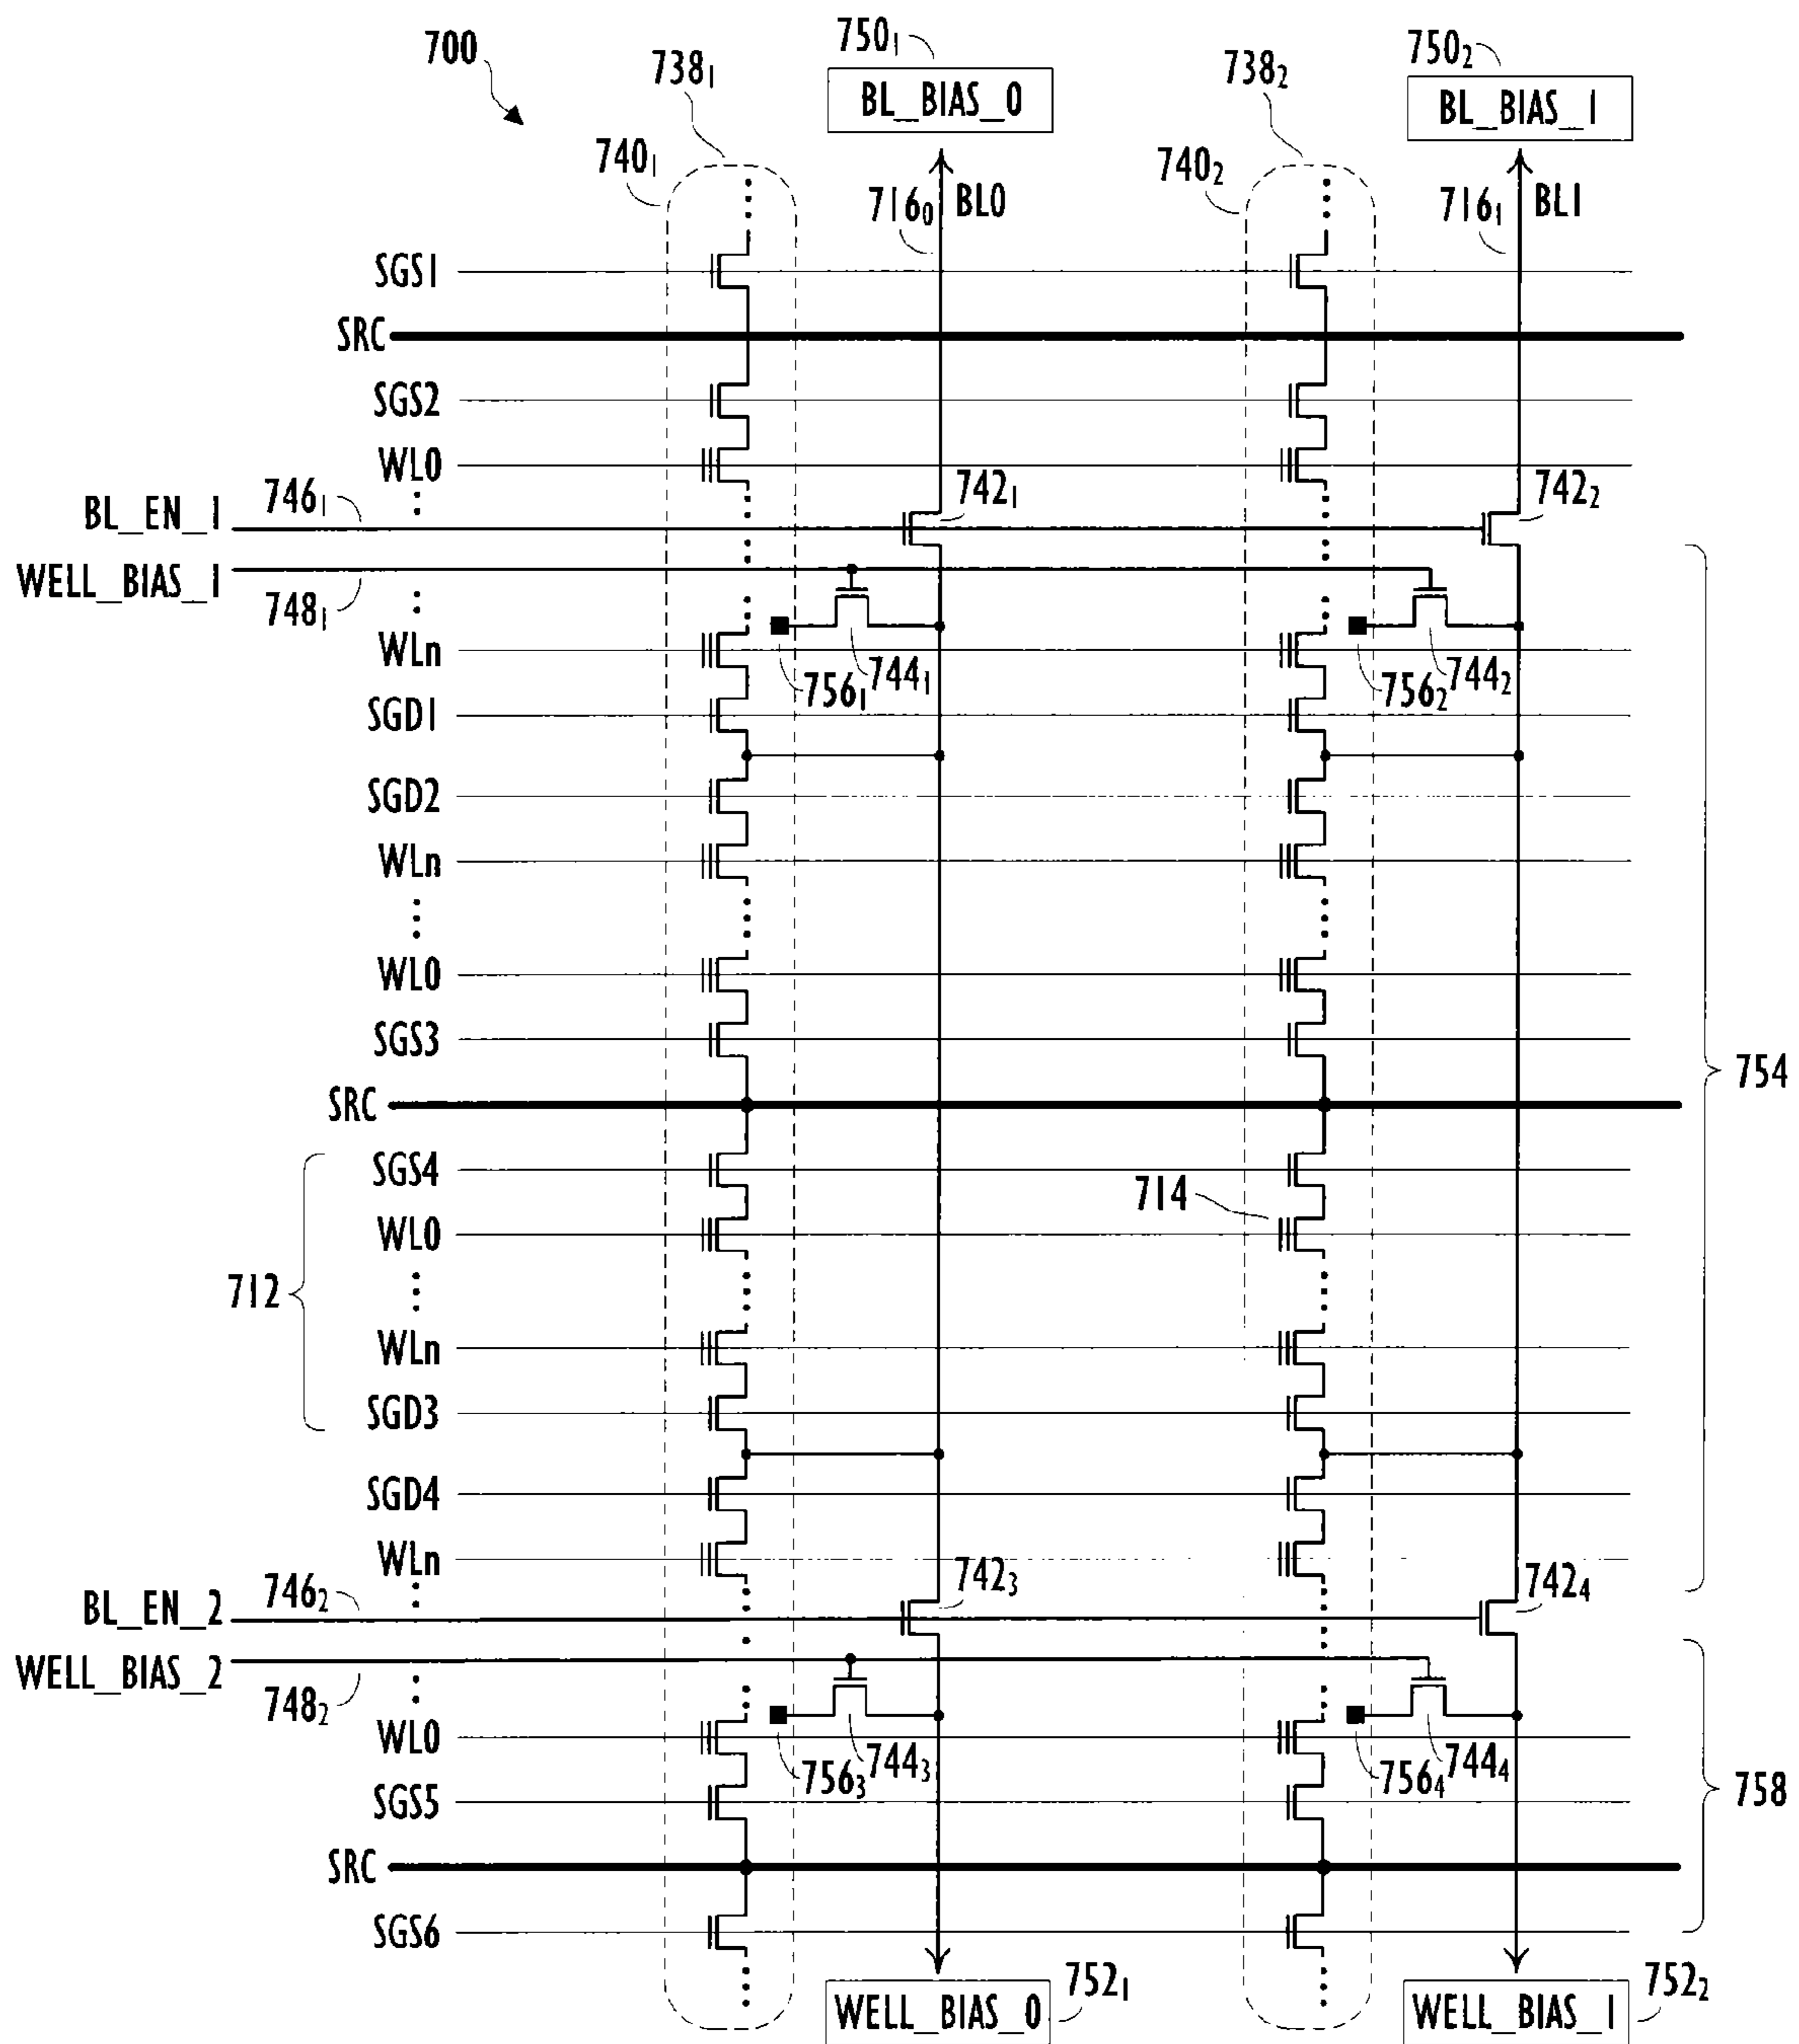 700
738₁
750₁
BL_BIAS_0
738₂
750₂
BL_BIAS_1
740₁
716₀
BL0
740₂
716₁
BL1
SGS1
SRC
SGS2
WL0
BL_EN_1
746₁
742₁
742₂
WELL_BIAS_1
748₁
WLn
756₁
744₁
756₂
744₂
SGD1
SGD2
WLn
WL0
SGS3
754
SRC
SGS4
714
WL0
712
WLn
SGD3
SGD4
WLn
BL_EN_2
746₂
742₃
742₄
WELL_BIAS_2
748₂
WL0
756₃
744₃
756₄
744₄
SGS5
758
SRC
SGS6
WELL_BIAS_0
752₁
WELL_BIAS_1
752₂